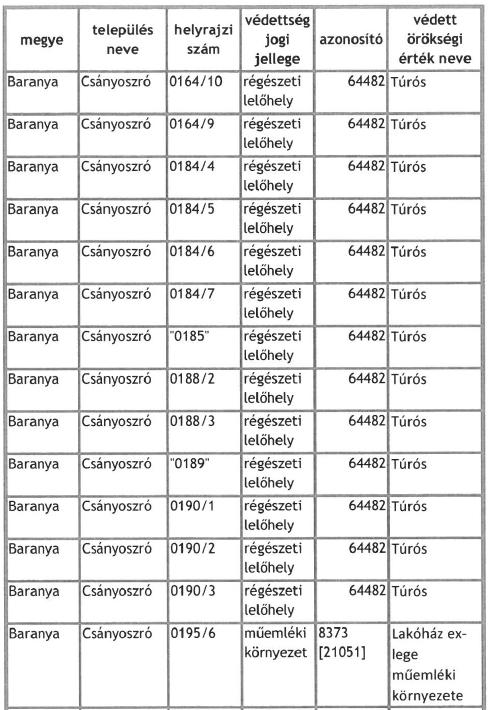 megye település neve helyrajzi szám védettség jogi jellege azonosító védett örökségi érték neve
Baranya Csányoszró 0164/10 régészeti lelőhely 64482 Túrós
Baranya Csányoszró 0164/9 régészeti lelőhely 64482 Túrós
Baranya Csányoszró 0184/4 régészeti lelőhely 64482 Túrós
Baranya Csányoszró 0184/5 régészeti lelőhely 64482 Túrós
Baranya Csányoszró 0184/6 régészeti lelőhely 64482 Túrós
Baranya Csányoszró 0184/7 régészeti lelőhely 64482 Túrós
Baranya Csányoszró "0185" régészeti lelőhely 64482 Túrós
Baranya Csányoszró 0188/2 régészeti lelőhely 64482 Túrós
Baranya Csányoszró 0188/3 régészeti lelőhely 64482 Túrós
Baranya Csányoszró "0189" régészeti lelőhely 64482 Túrós
Baranya Csányoszró 0190/1 régészeti lelőhely 64482 Túrós
Baranya Csányoszró 0190/2 régészeti lelőhely 64482 Túrós
Baranya Csányoszró 0190/3 régészeti lelőhely 64482 Túrós
Baranya Csányoszró 0195/6 műemléki környezet 8373 [21051] Lakóház ex-lege műemléki környezete